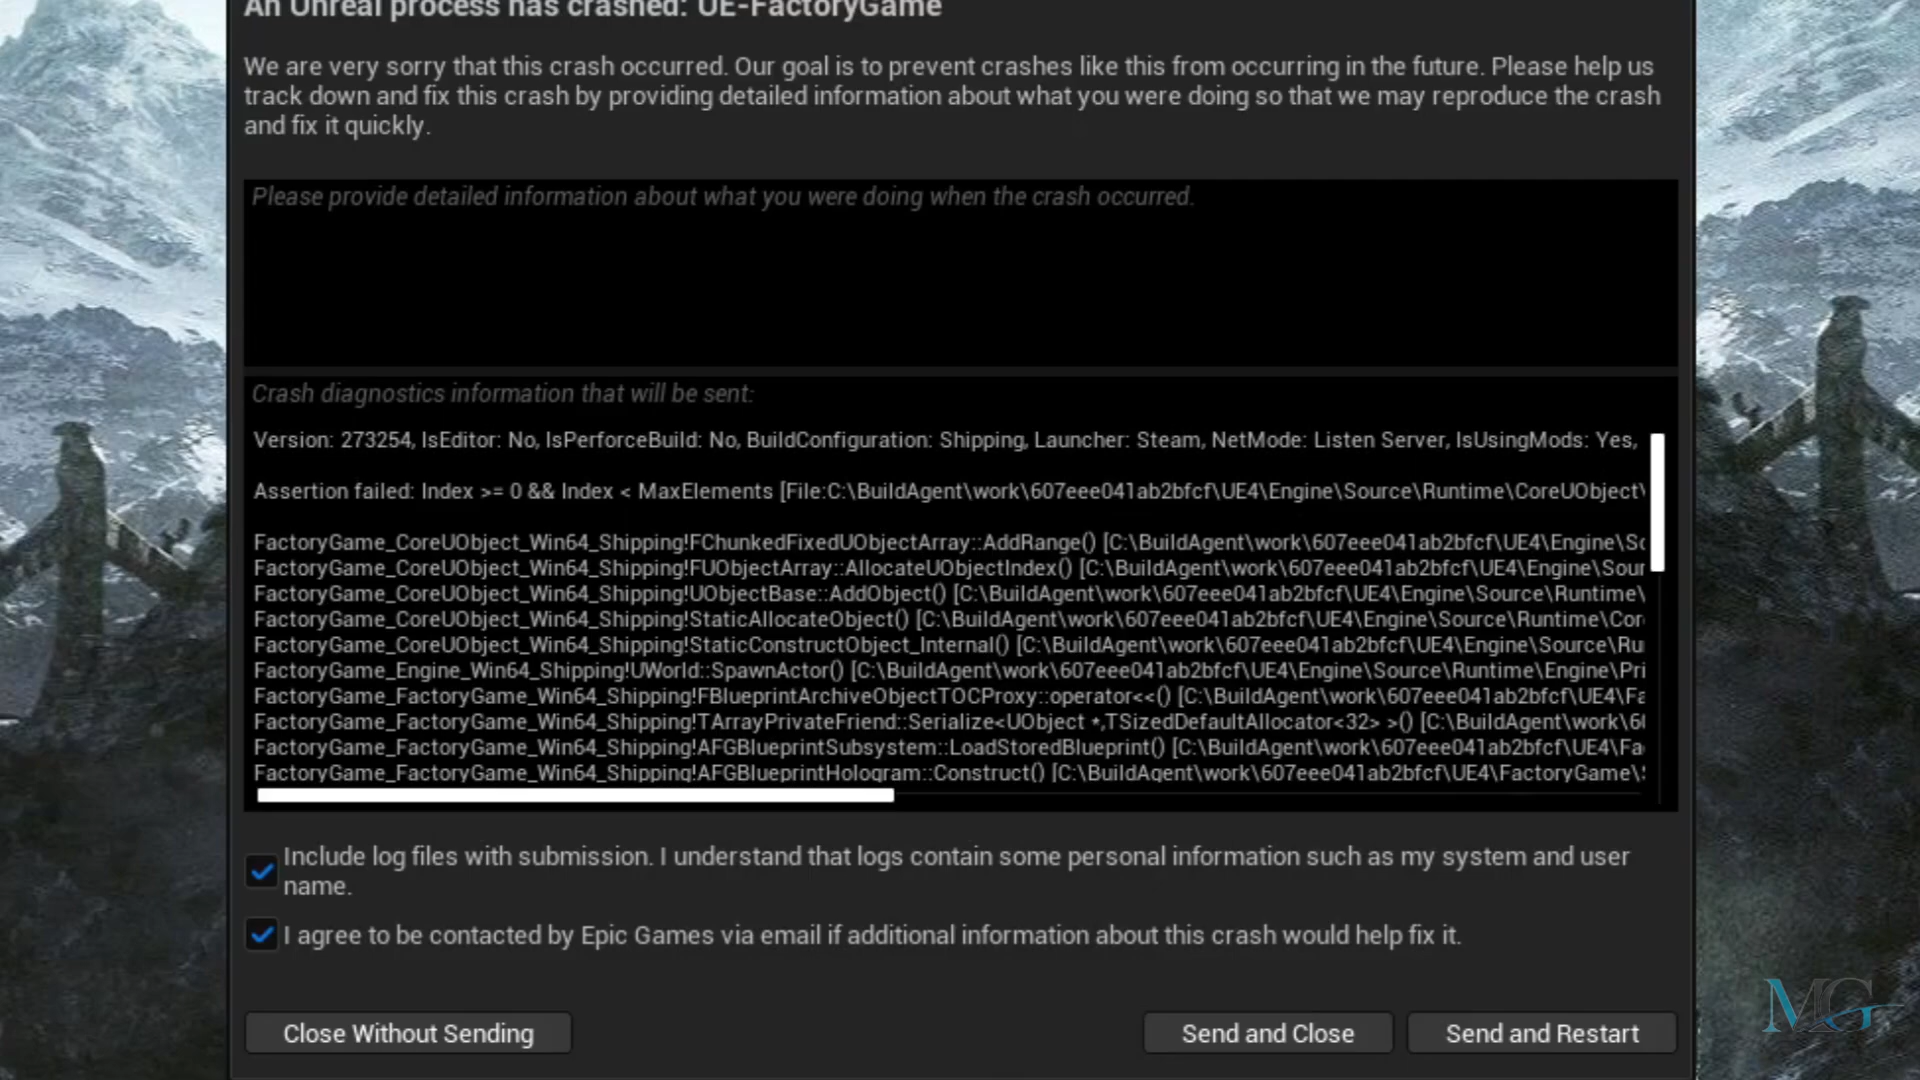 An Unreal process has crashed: UE-FactoryGame
We are very sorry that this crash occurred. Our goal is to prevent crashes like this from occurring in the future. Please help us
track down and fix this crash by providing detailed information about what you were doing so that we may reproduce the crash
and fix it quickly.
Please provide detailed information about what you were doing when the crash occurred.
Crash diagnostics information that will be sent:
Version: 273254, IsEditor: No, IsPerforceBuild: No, BuildConfiguration: Shipping, Launcher: Steam, NetMode: Listen Server, IsUsingMods: Yes,
Assertion failed: Index >= 0 && Index < MaxElements [File:C:\BuildAgent\work\607eee041ab2bfcf\UE4\Engine\Source\Runtime\CoreUObject\
FactoryGame_CoreUObject_Win64_Shipping!FChunkedFixedUObjectArray::AddRange() [C:\BuildAgent\work\607eee041ab2bfcf\UE4\Engine\So
FactoryGame_CoreUObject_Win64_Shipping!FUObjectArray::AllocateUObjectIndex() [C:\BuildAgent\work\607eee041ab2bfcf\UE4\Engine\Sour
FactoryGame_CoreUObject_Win64_Shipping!UObjectBase::AddObject() [C:\BuildAgent\work\607eee041ab2bfcf\UE4\Engine\Source\Runtime\
FactoryGame_CoreUObject_Win64_Shipping!StaticAllocateObject() [C:\BuildAgent\work\607eee041ab2bfcf\UE4\Engine\Source\Runtime\Cor
FactoryGame_CoreUObject_Win64_Shipping!StaticConstructObject_Internal() [C:\BuildAgent\work\607eee041ab2bfcf\UE4\Engine\Source\Ru
FactoryGame_Engine_Win64_Shipping!UWorld::SpawnActor() [C:\BuildAgent\work\607eee041ab2bfcf\UE4\Engine\Source\Runtime\Engine\Pri
FactoryGame_FactoryGame_Win64_Shipping!FBlueprintArchiveObjectTOCProxy::operator<<() [C:\BuildAgent\work\607eee041ab2bfcf\UE4\Fa
FactoryGame_FactoryGame_Win64_Shipping!TArrayPrivateFriend::Serialize<UObject *,TSizedDefaultAllocator<32> >() [C:\BuildAgent\work\60
FactoryGame_FactoryGame_Win64_Shipping!AFGBlueprintSubsystem::LoadStoredBlueprint() [C:\BuildAgent\work\607eee041ab2bfcf\UE4\Fa
FactoryGame_FactoryGame_Win64_Shipping!AFGBlueprintHologram::Construct() [C:\BuildAgent\work\607eee041ab2bfcf\UE4\FactoryGame\S
Include log files with submission. I understand that logs contain some personal information such as my system and user
name.
I agree to be contacted by Epic Games via email if additional information about this crash would help fix it.
Close Without Sending
Send and Close
Send and Restart
MG